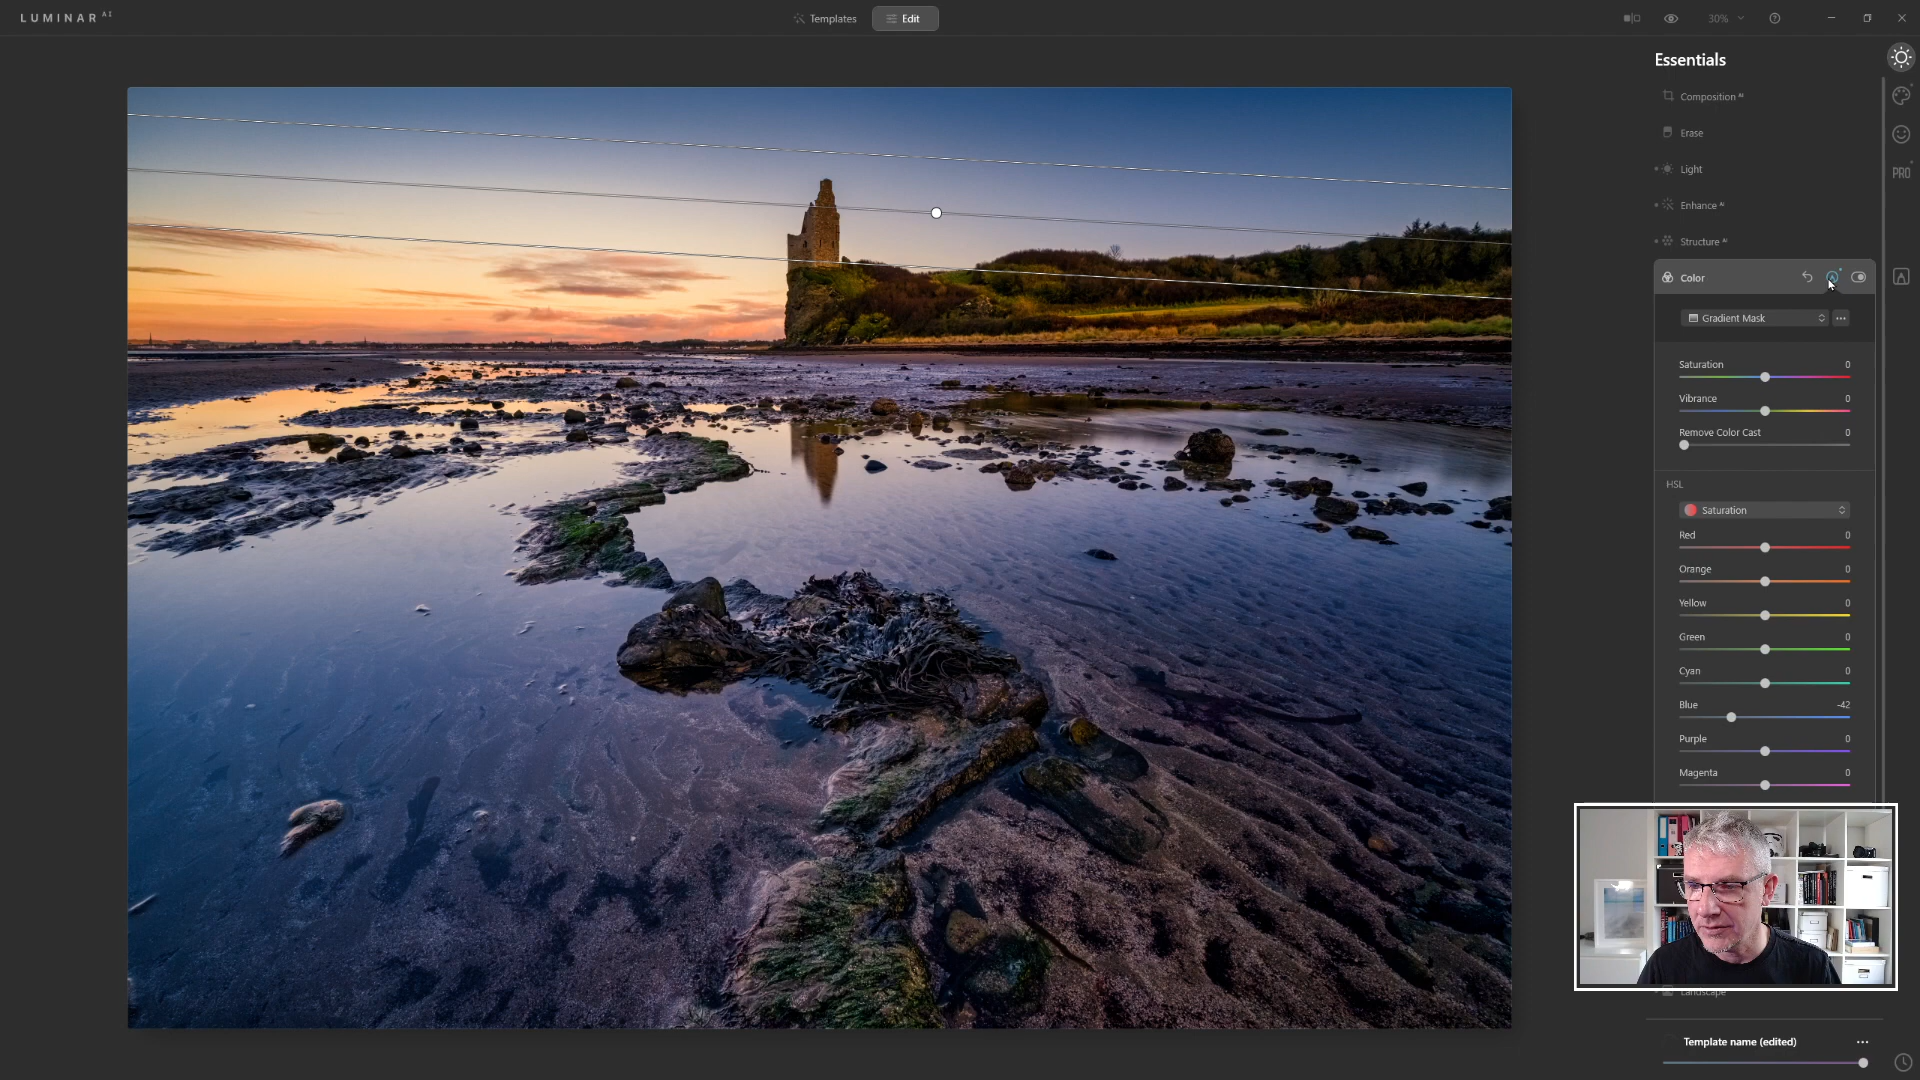 LUMINAR AI
Templates
Edit
30%
Essentials
Composition AI
Erase
Light
Enhance AI
Structure AI
PRO
Color
Gradient Mask
Saturation 0
Vibrance 0
Remove Color Cast 0
HSL
Saturation
Red 0
Orange 0
Yellow 0
Green 0
Cyan 0
Blue -42
Purple 0
Magenta 0
Landscape
Template name (edited)